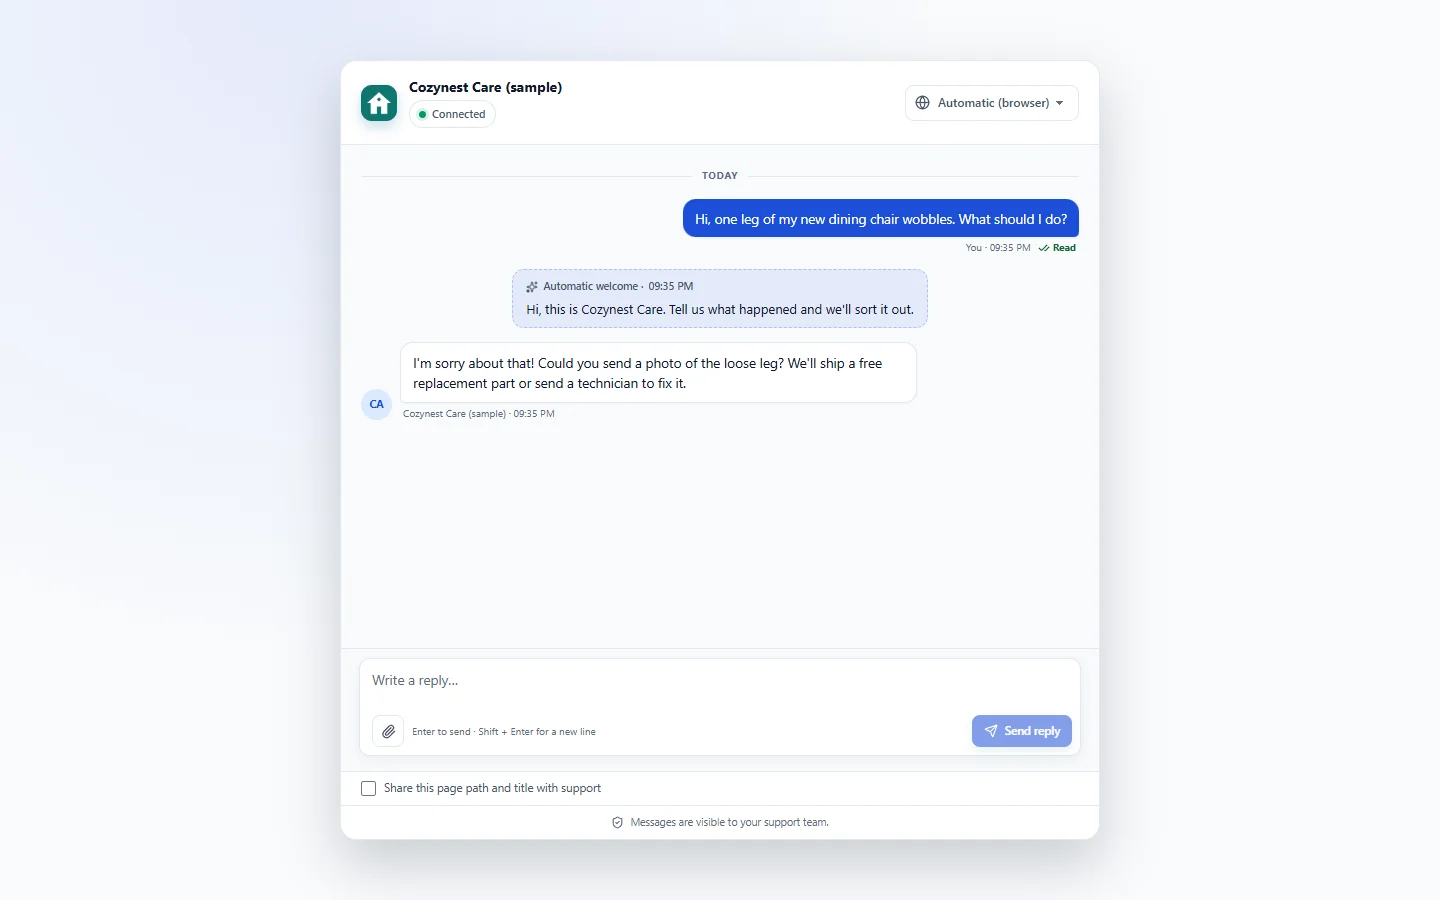 Cozynest Care (sample)
Connected
Automatic (browser)
TODAY
Hi, one leg of my new dining chair wobbles. What should I do?
You · 09:35 PM Read
Automatic welcome · 09:35 PM
Hi, this is Cozynest Care. Tell us what happened and we'll sort it out.
I'm sorry about that! Could you send a photo of the loose leg? We'll ship a free
replacement part or send a technician to fix it.
CA
Cozynest Care (sample) · 09:35 PM
Write a reply...
Enter to send · Shift + Enter for a new line
Send reply
Share this page path and title with support
Messages are visible to your support team.